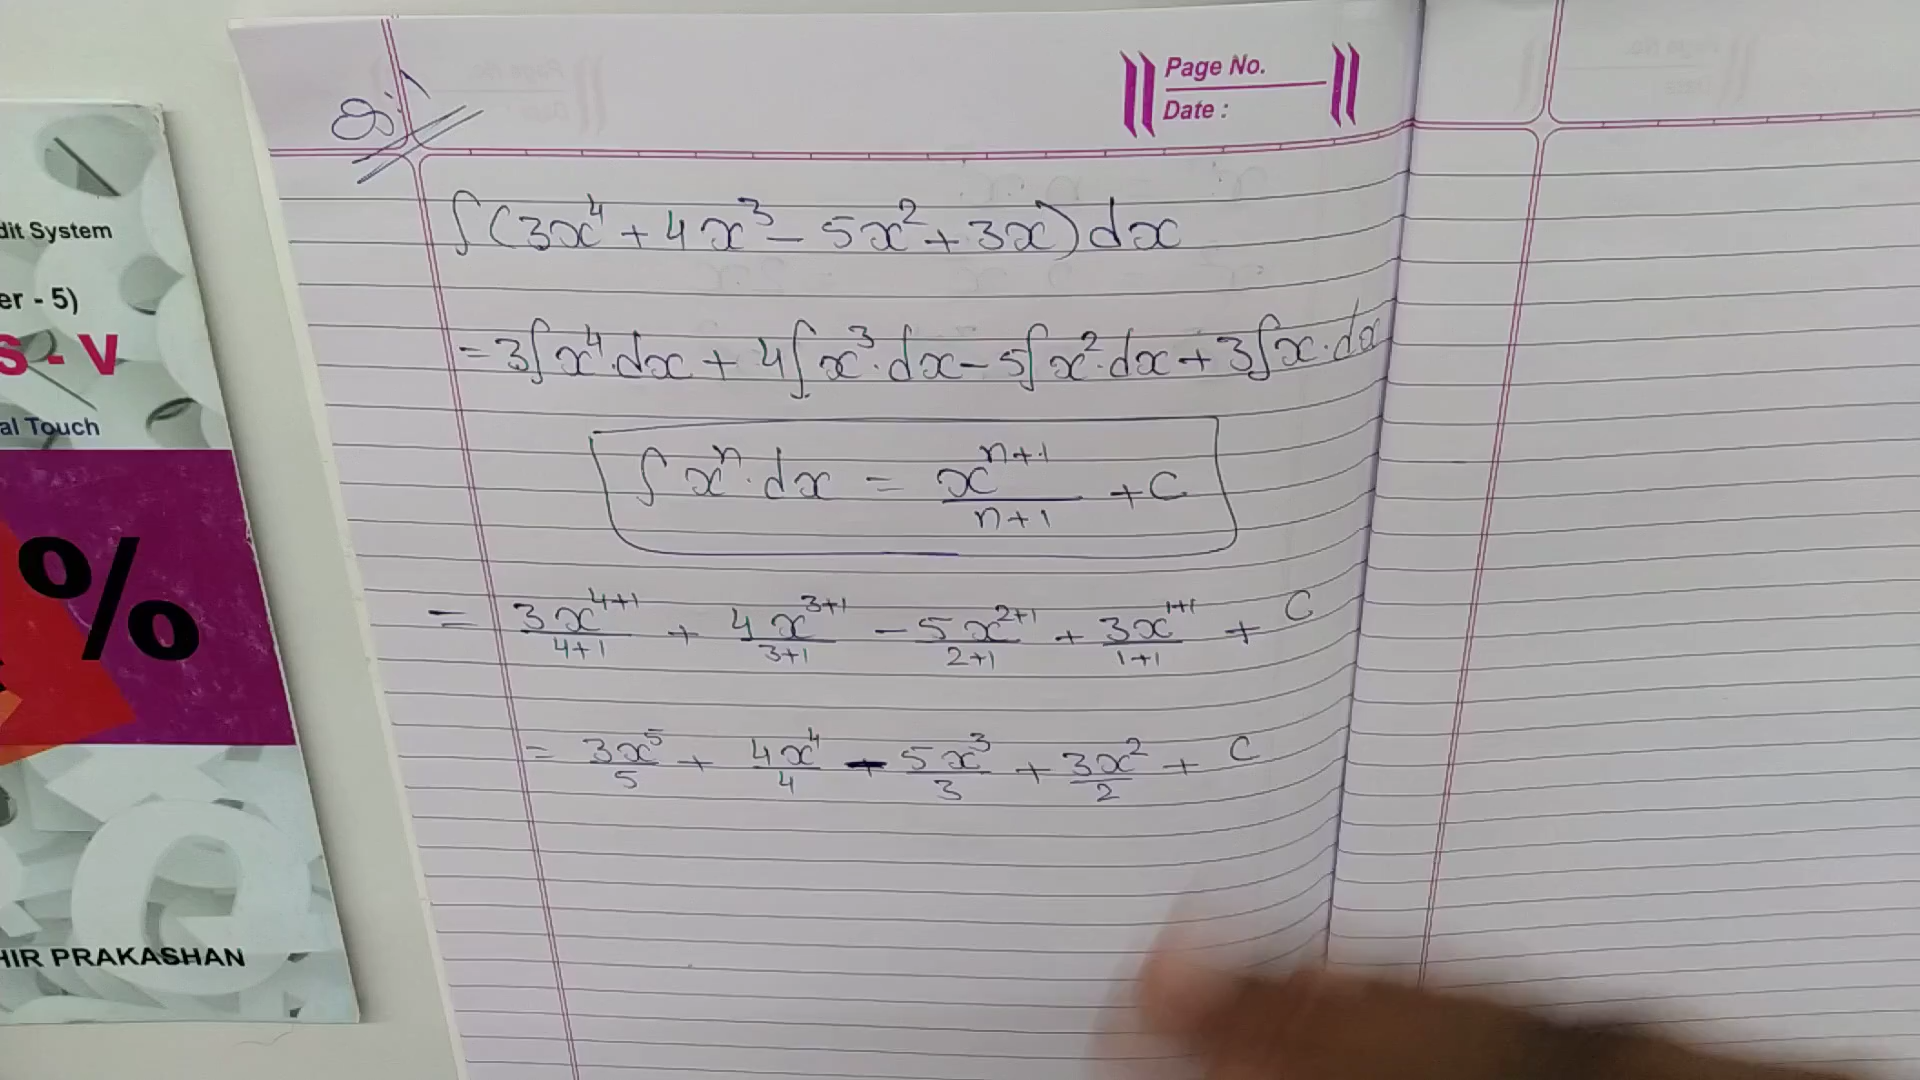 Page No.
Date :
Q:1
∫(3x⁴ + 4x³ - 5x² + 3x) dx
= 3∫x⁴.dx + 4∫x³.dx - 5∫x².dx + 3∫x.dx
∫xⁿ.dx = xⁿ⁺¹/n+1 + C
= 3x⁴⁺¹/4+1 + 4x³⁺¹/3+1 - 5x²⁺¹/2+1 + 3x¹⁺¹/1+1 + C
= 3x⁵/5 + 4x⁴/4 - 5x³/3 + 3x²/2 + C
dit System
er - 5)
S - V
al Touch
%
HIR PRAKASHAN